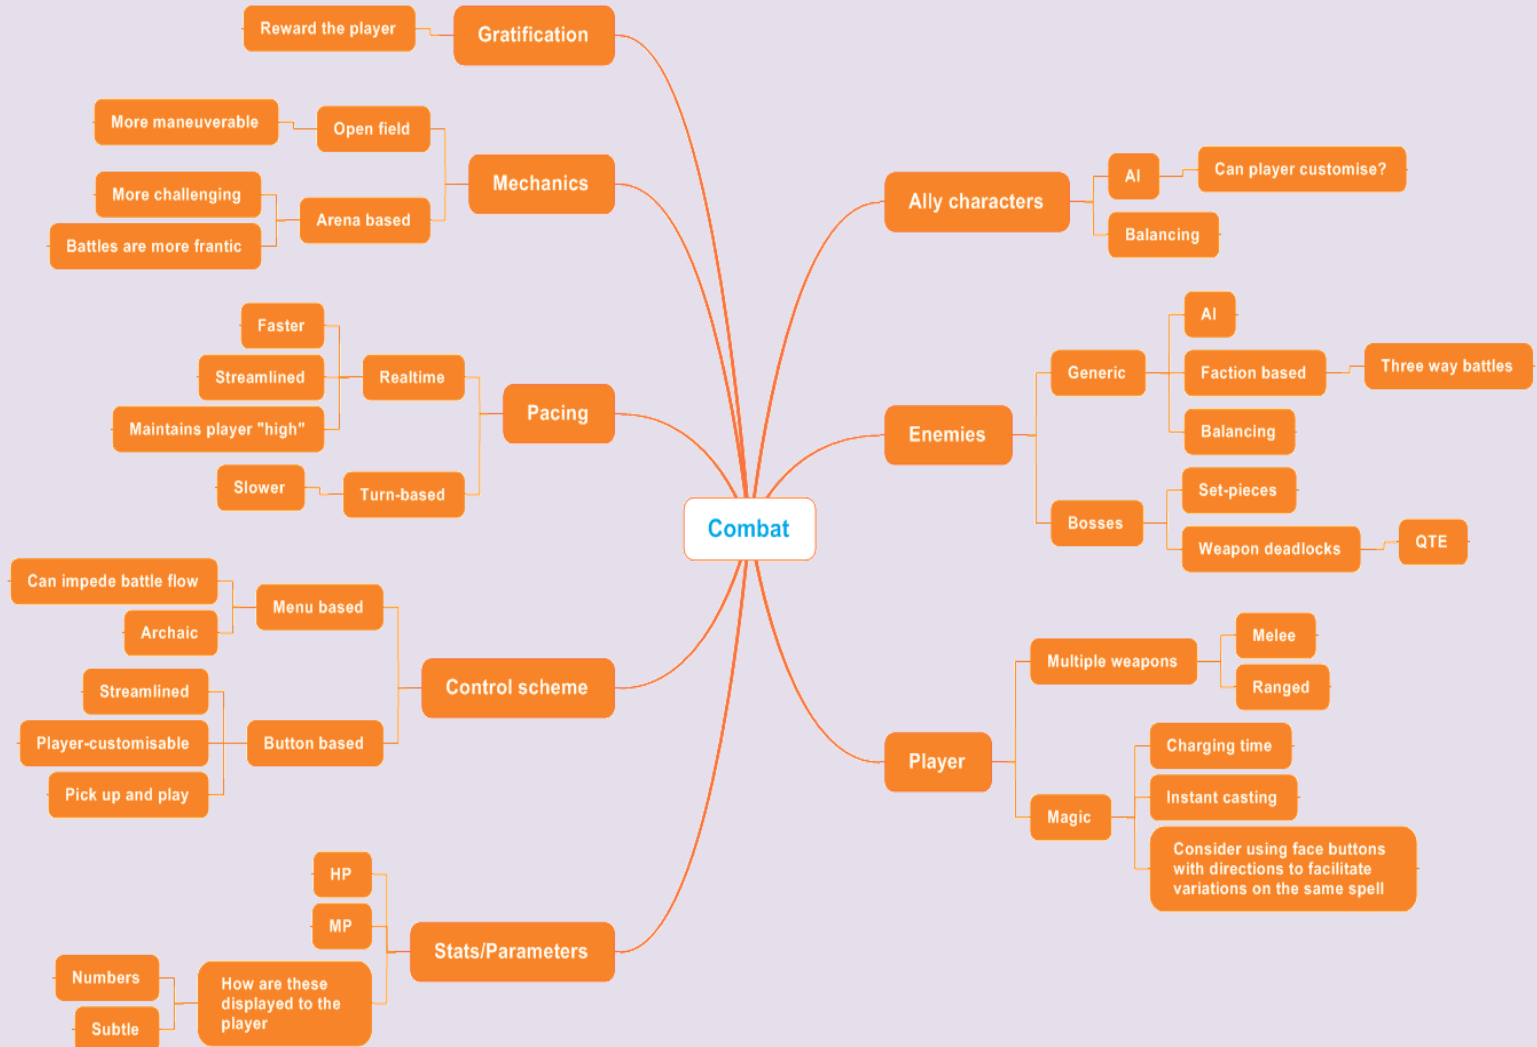 Combat
Gratification
Reward the player
Mechanics
Open field
More maneuverable
Arena based
More challenging
Battles are more frantic
Pacing
Realtime
Faster
Streamlined
Maintains player "high"
Turn-based
Slower
Control scheme
Menu based
Can impede battle flow
Archaic
Button based
Streamlined
Player-customisable
Pick up and play
Stats/Parameters
HP
MP
How are these
displayed to the
player
Numbers
Subtle
Ally characters
AI
Can player customise?
Balancing
Enemies
Generic
AI
Faction based
Three way battles
Balancing
Bosses
Set-pieces
Weapon deadlocks
QTE
Player
Multiple weapons
Melee
Ranged
Magic
Charging time
Instant casting
Consider using face buttons
with directions to facilitate
variations on the same spell